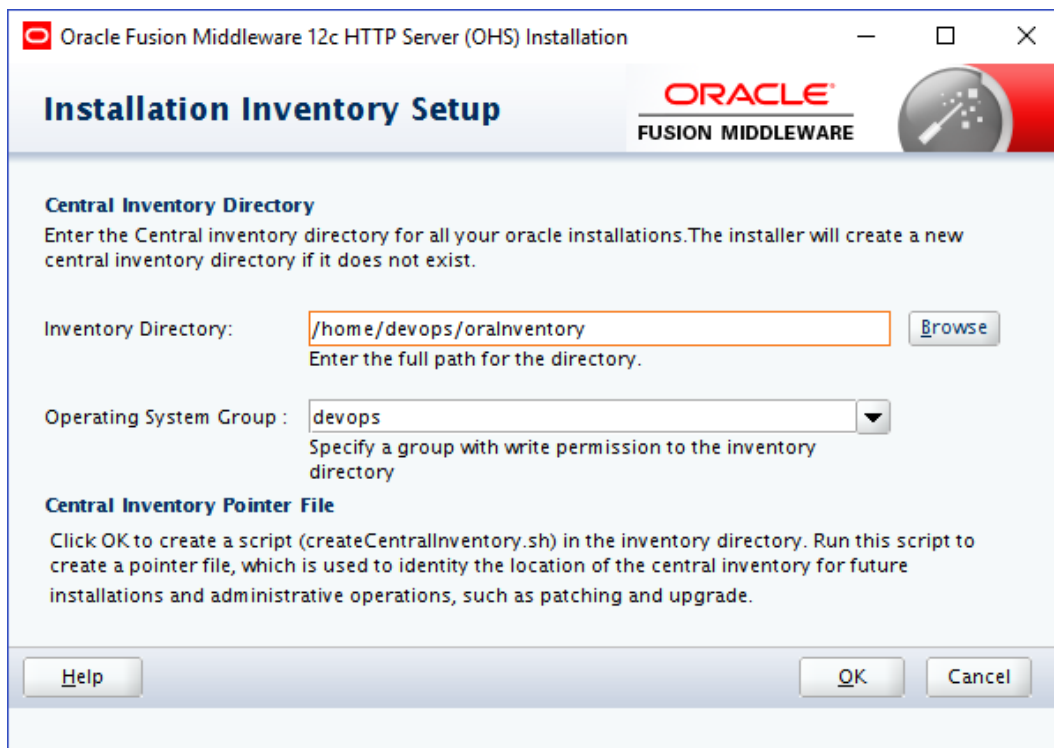 Oracle Fusion Middleware 12c HTTP Server (OHS) Installation
Installation Inventory Setup
ORACLE®
FUSION MIDDLEWARE
Central Inventory Directory
Enter the Central inventory directory for all your oracle installations.The installer will create a new
central inventory directory if it does not exist.
Inventory Directory:
/home/devops/oraInventory
Browse
Enter the full path for the directory.
Operating System Group :
devops
Specify a group with write permission to the inventory
directory
Central Inventory Pointer File
Click OK to create a script (createCentralInventory.sh) in the inventory directory. Run this script to
create a pointer file, which is used to identity the location of the central inventory for future
installations and administrative operations, such as patching and upgrade.
Help
OK
Cancel